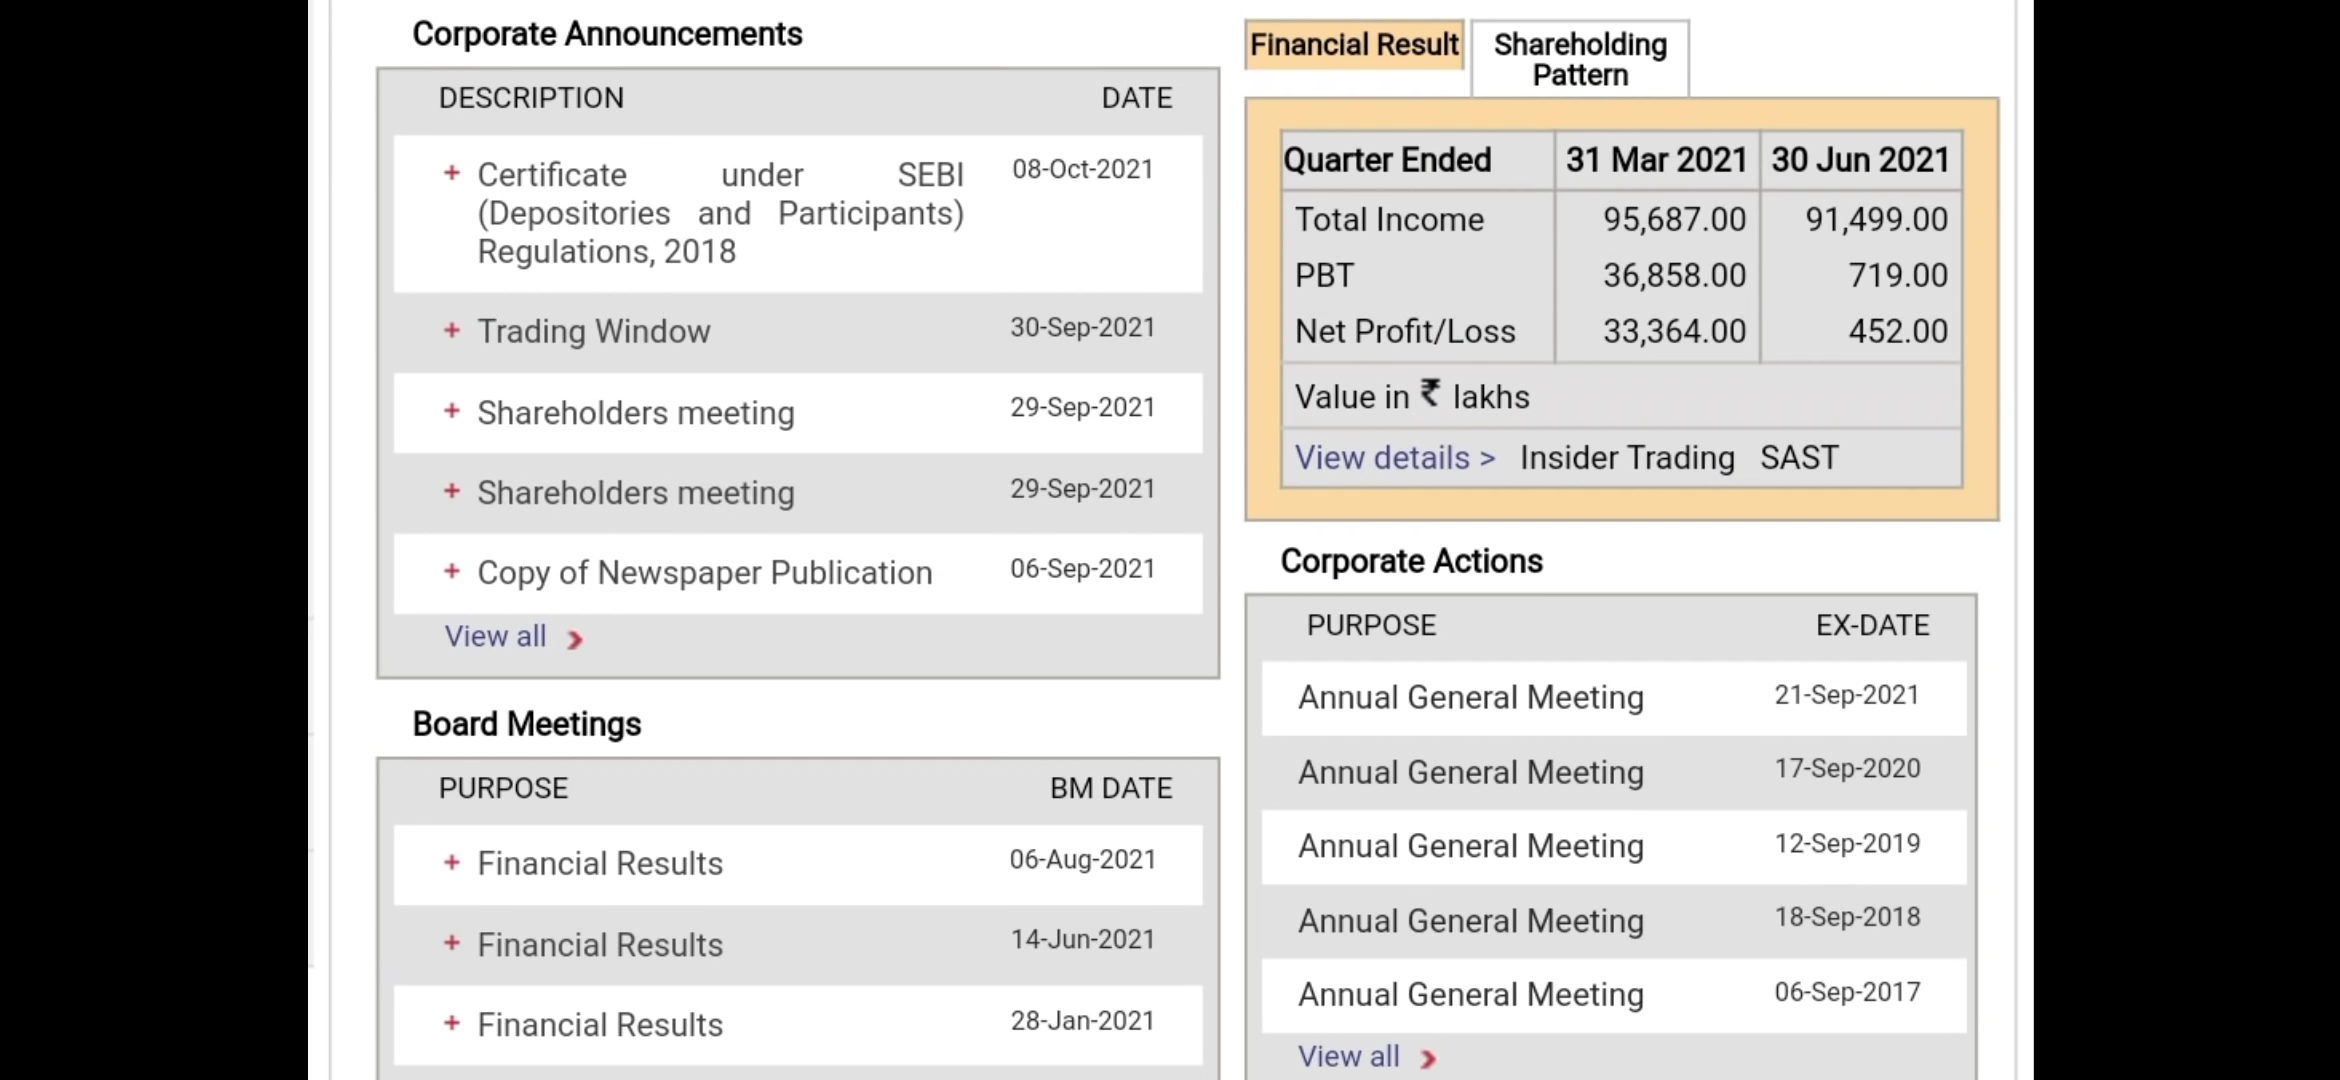 Corporate Announcements
DESCRIPTION DATE
+ Certificate under SEBI 08-Oct-2021
(Depositories and Participants)
Regulations, 2018
+ Trading Window 30-Sep-2021
+ Shareholders meeting 29-Sep-2021
+ Shareholders meeting 29-Sep-2021
+ Copy of Newspaper Publication 06-Sep-2021
View all ›
Board Meetings
PURPOSE BM DATE
+ Financial Results 06-Aug-2021
+ Financial Results 14-Jun-2021
+ Financial Results 28-Jan-2021
Financial Result
Shareholding
Pattern
Quarter Ended 31 Mar 2021 30 Jun 2021
Total Income 95,687.00 91,499.00
PBT 36,858.00 719.00
Net Profit/Loss 33,364.00 452.00
Value in ₹ lakhs
View details > Insider Trading SAST
Corporate Actions
PURPOSE EX-DATE
Annual General Meeting 21-Sep-2021
Annual General Meeting 17-Sep-2020
Annual General Meeting 12-Sep-2019
Annual General Meeting 18-Sep-2018
Annual General Meeting 06-Sep-2017
View all ›